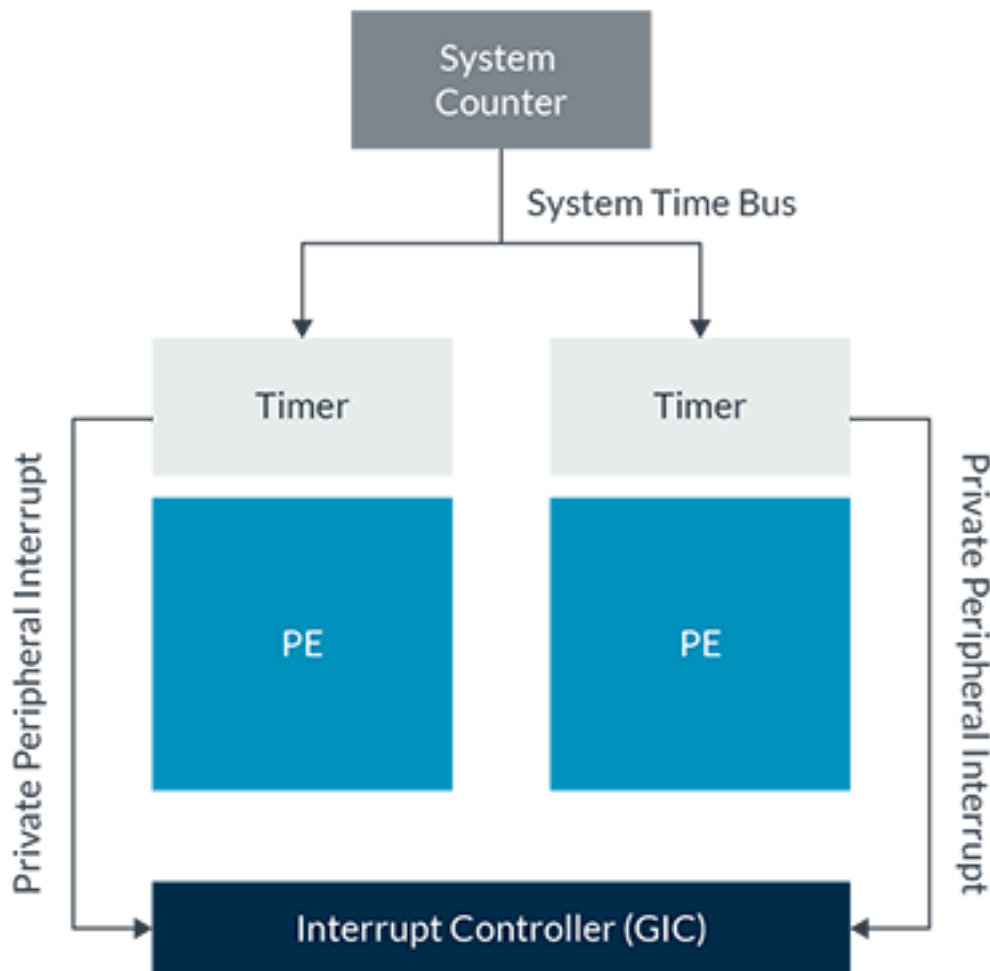 System
Counter
System Time Bus
Timer
Timer
Private Peripheral Interrupt
Private Peripheral Interrupt
PE
PE
Interrupt Controller (GIC)